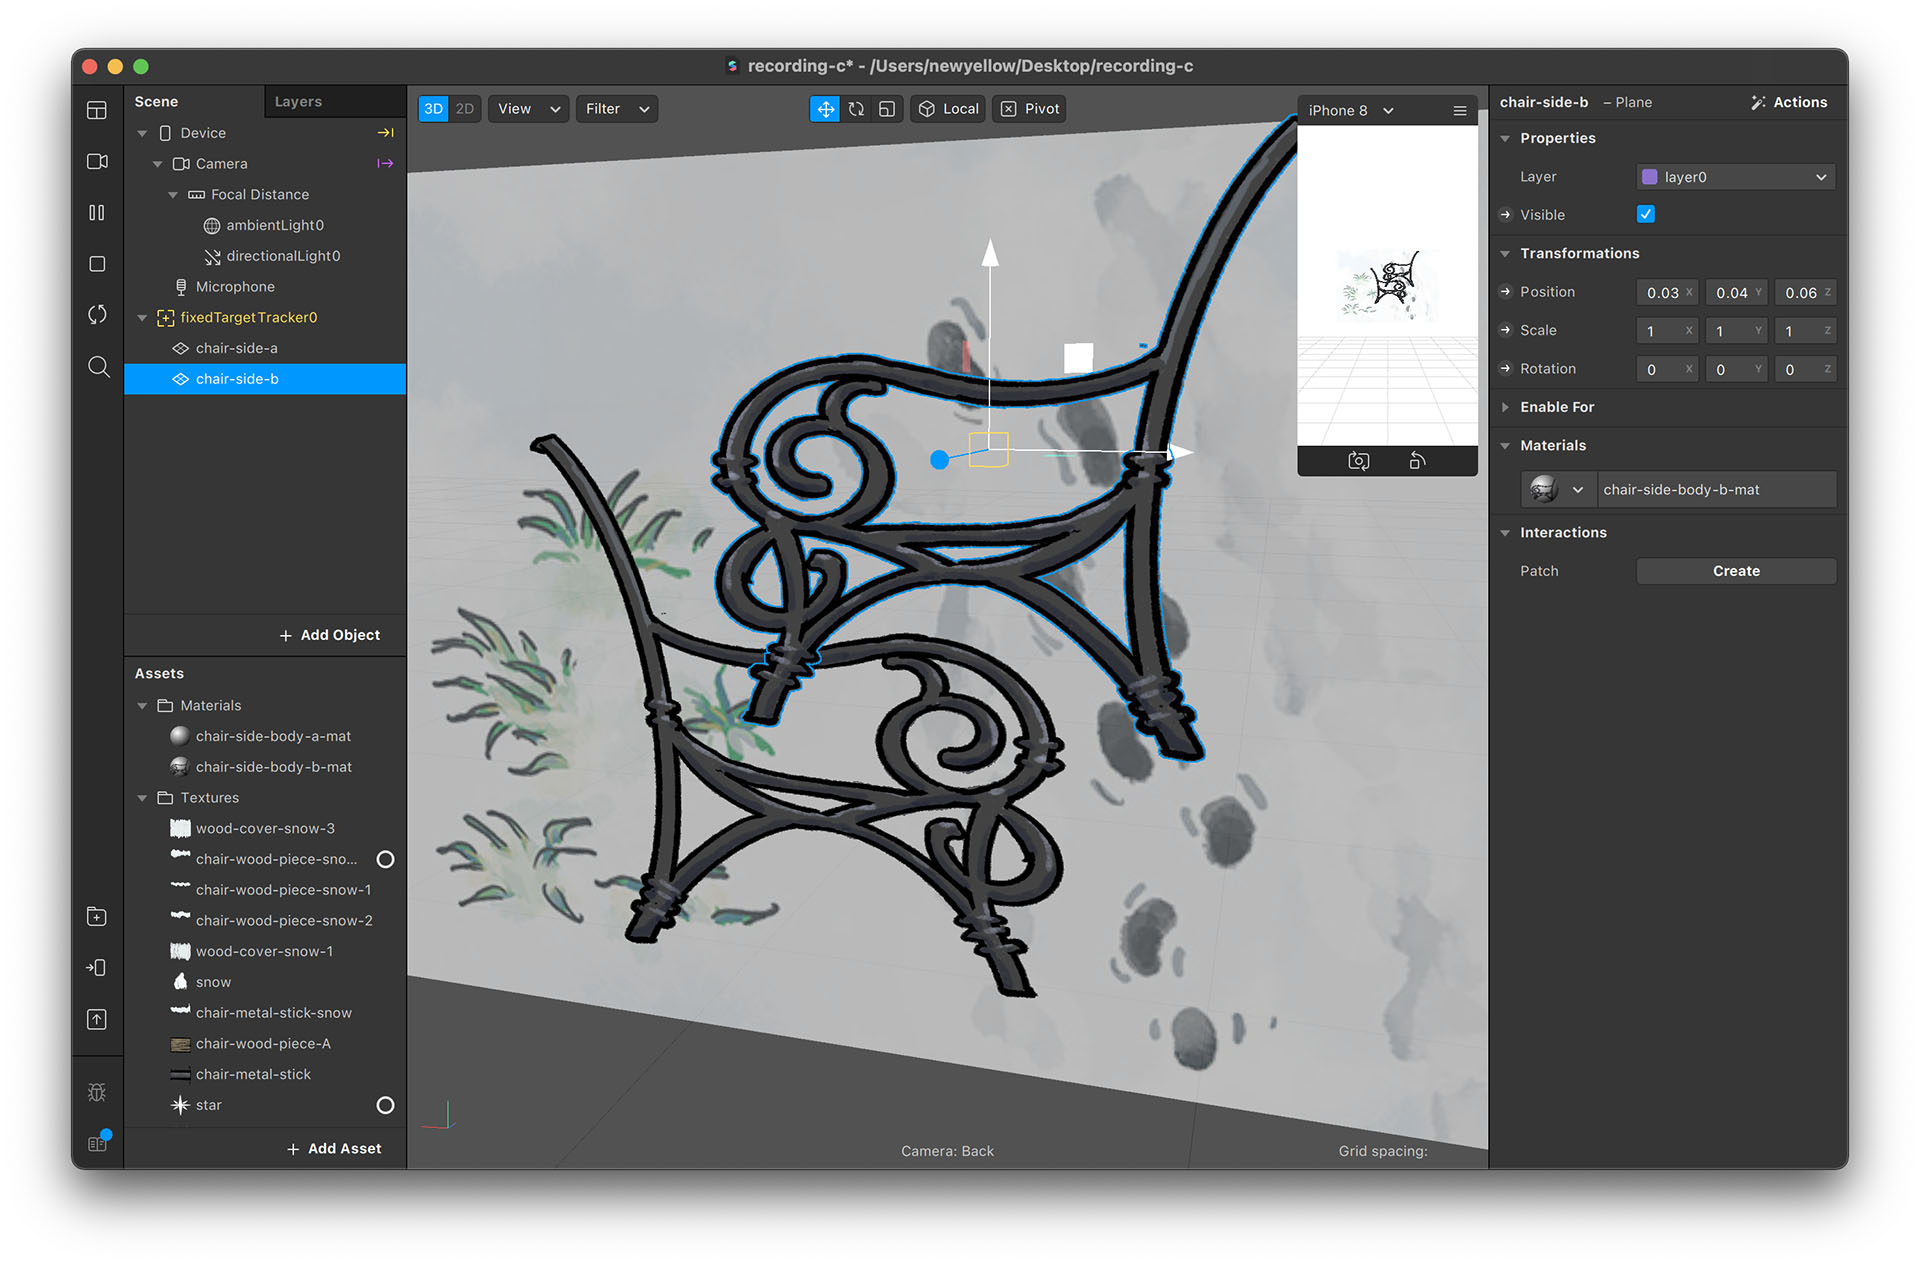 recording-c* - /Users/newyellow/Desktop/recording-c
Scene
Layers
Device
Camera
Focal Distance
ambientLight0
directionalLight0
Microphone
fixedTargetTracker0
chair-side-a
chair-side-b
+ Add Object
Assets
Materials
chair-side-body-a-mat
chair-side-body-b-mat
Textures
wood-cover-snow-3
chair-wood-piece-sno...
chair-wood-piece-snow-1
chair-wood-piece-snow-2
wood-cover-snow-1
snow
chair-metal-stick-snow
chair-wood-piece-A
chair-metal-stick
star
+ Add Asset
3D 2D View Filter
Local Pivot
iPhone 8
Camera: Back
Grid spacing:
chair-side-b – Plane Actions
Properties
Layer layer0
Visible
Transformations
Position 0.03 X 0.04 Y 0.06 Z
Scale 1 X 1 Y 1 Z
Rotation 0 X 0 Y 0 Z
Enable For
Materials
chair-side-body-b-mat
Interactions
Patch Create